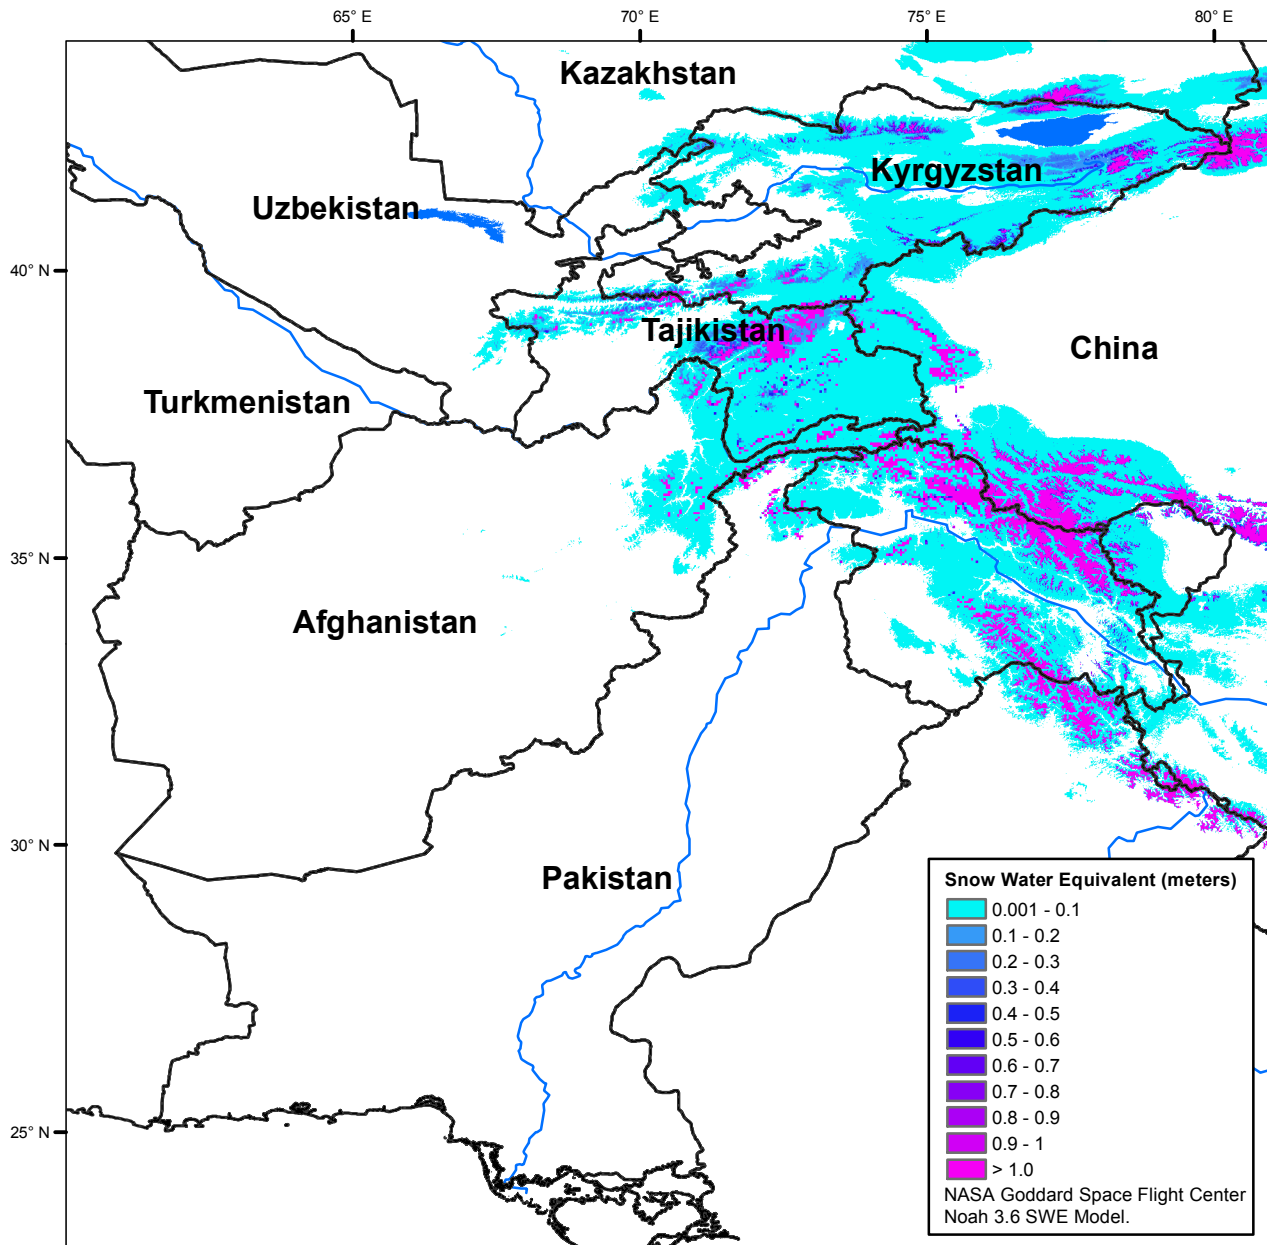 65° E
70° E
75° E
80° E
Kazakhstan
Kyrgyzstan
Uzbekistan
40° N
Tajikistan
China
Turkmenistan
35° N
Afghanistan
30° N
Pakistan
25° N
Snow Water Equivalent (meters)
0.001 - 0.1
0.1 - 0.2
0.2 - 0.3
0.3 - 0.4
0.4 - 0.5
0.5 - 0.6
0.6 - 0.7
0.7 - 0.8
0.8 - 0.9
0.9 - 1
> 1.0
NASA Goddard Space Flight Center
Noah 3.6 SWE Model.